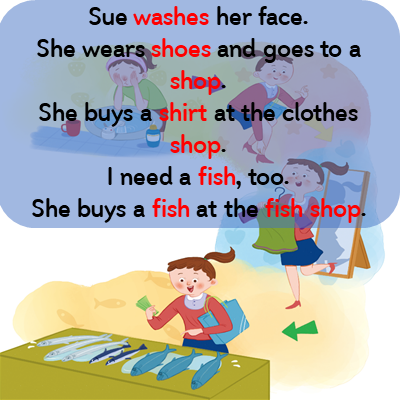 Sue washes her face.
She wears shoes and goes to a
shop.
She buys a shirt at the clothes
shop.
I need a fish, too.
She buys a fish at the fish shop.